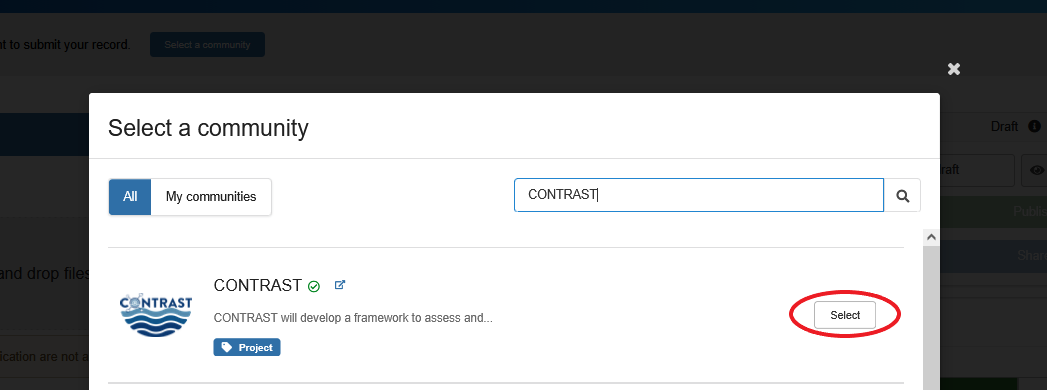 nt to submit your record. Select a community
Select a community
Draft
All My communities CONTRAST
raft
Publis
and drop files
Shar
CONTRAST
CONTRAST
CONTRAST will develop a framework to assess and...
Select
Project
ication are not a